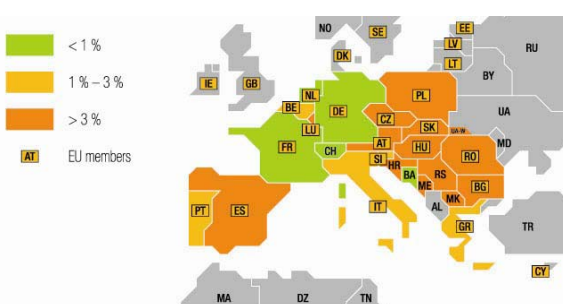 < 1 %
1 % – 3 %
> 3 %
AT EU members
NO
SE
EE
LV
LT
RU
DK
IE
GB
NL
BE
DE
PL
BY
UA
LU
CZ
SK
UA-W
MD
FR
CH
AT
HU
RO
SI
HR
BA
RS
ME
MK
BG
AL
PT
ES
IT
GR
TR
CY
MA
DZ
TN